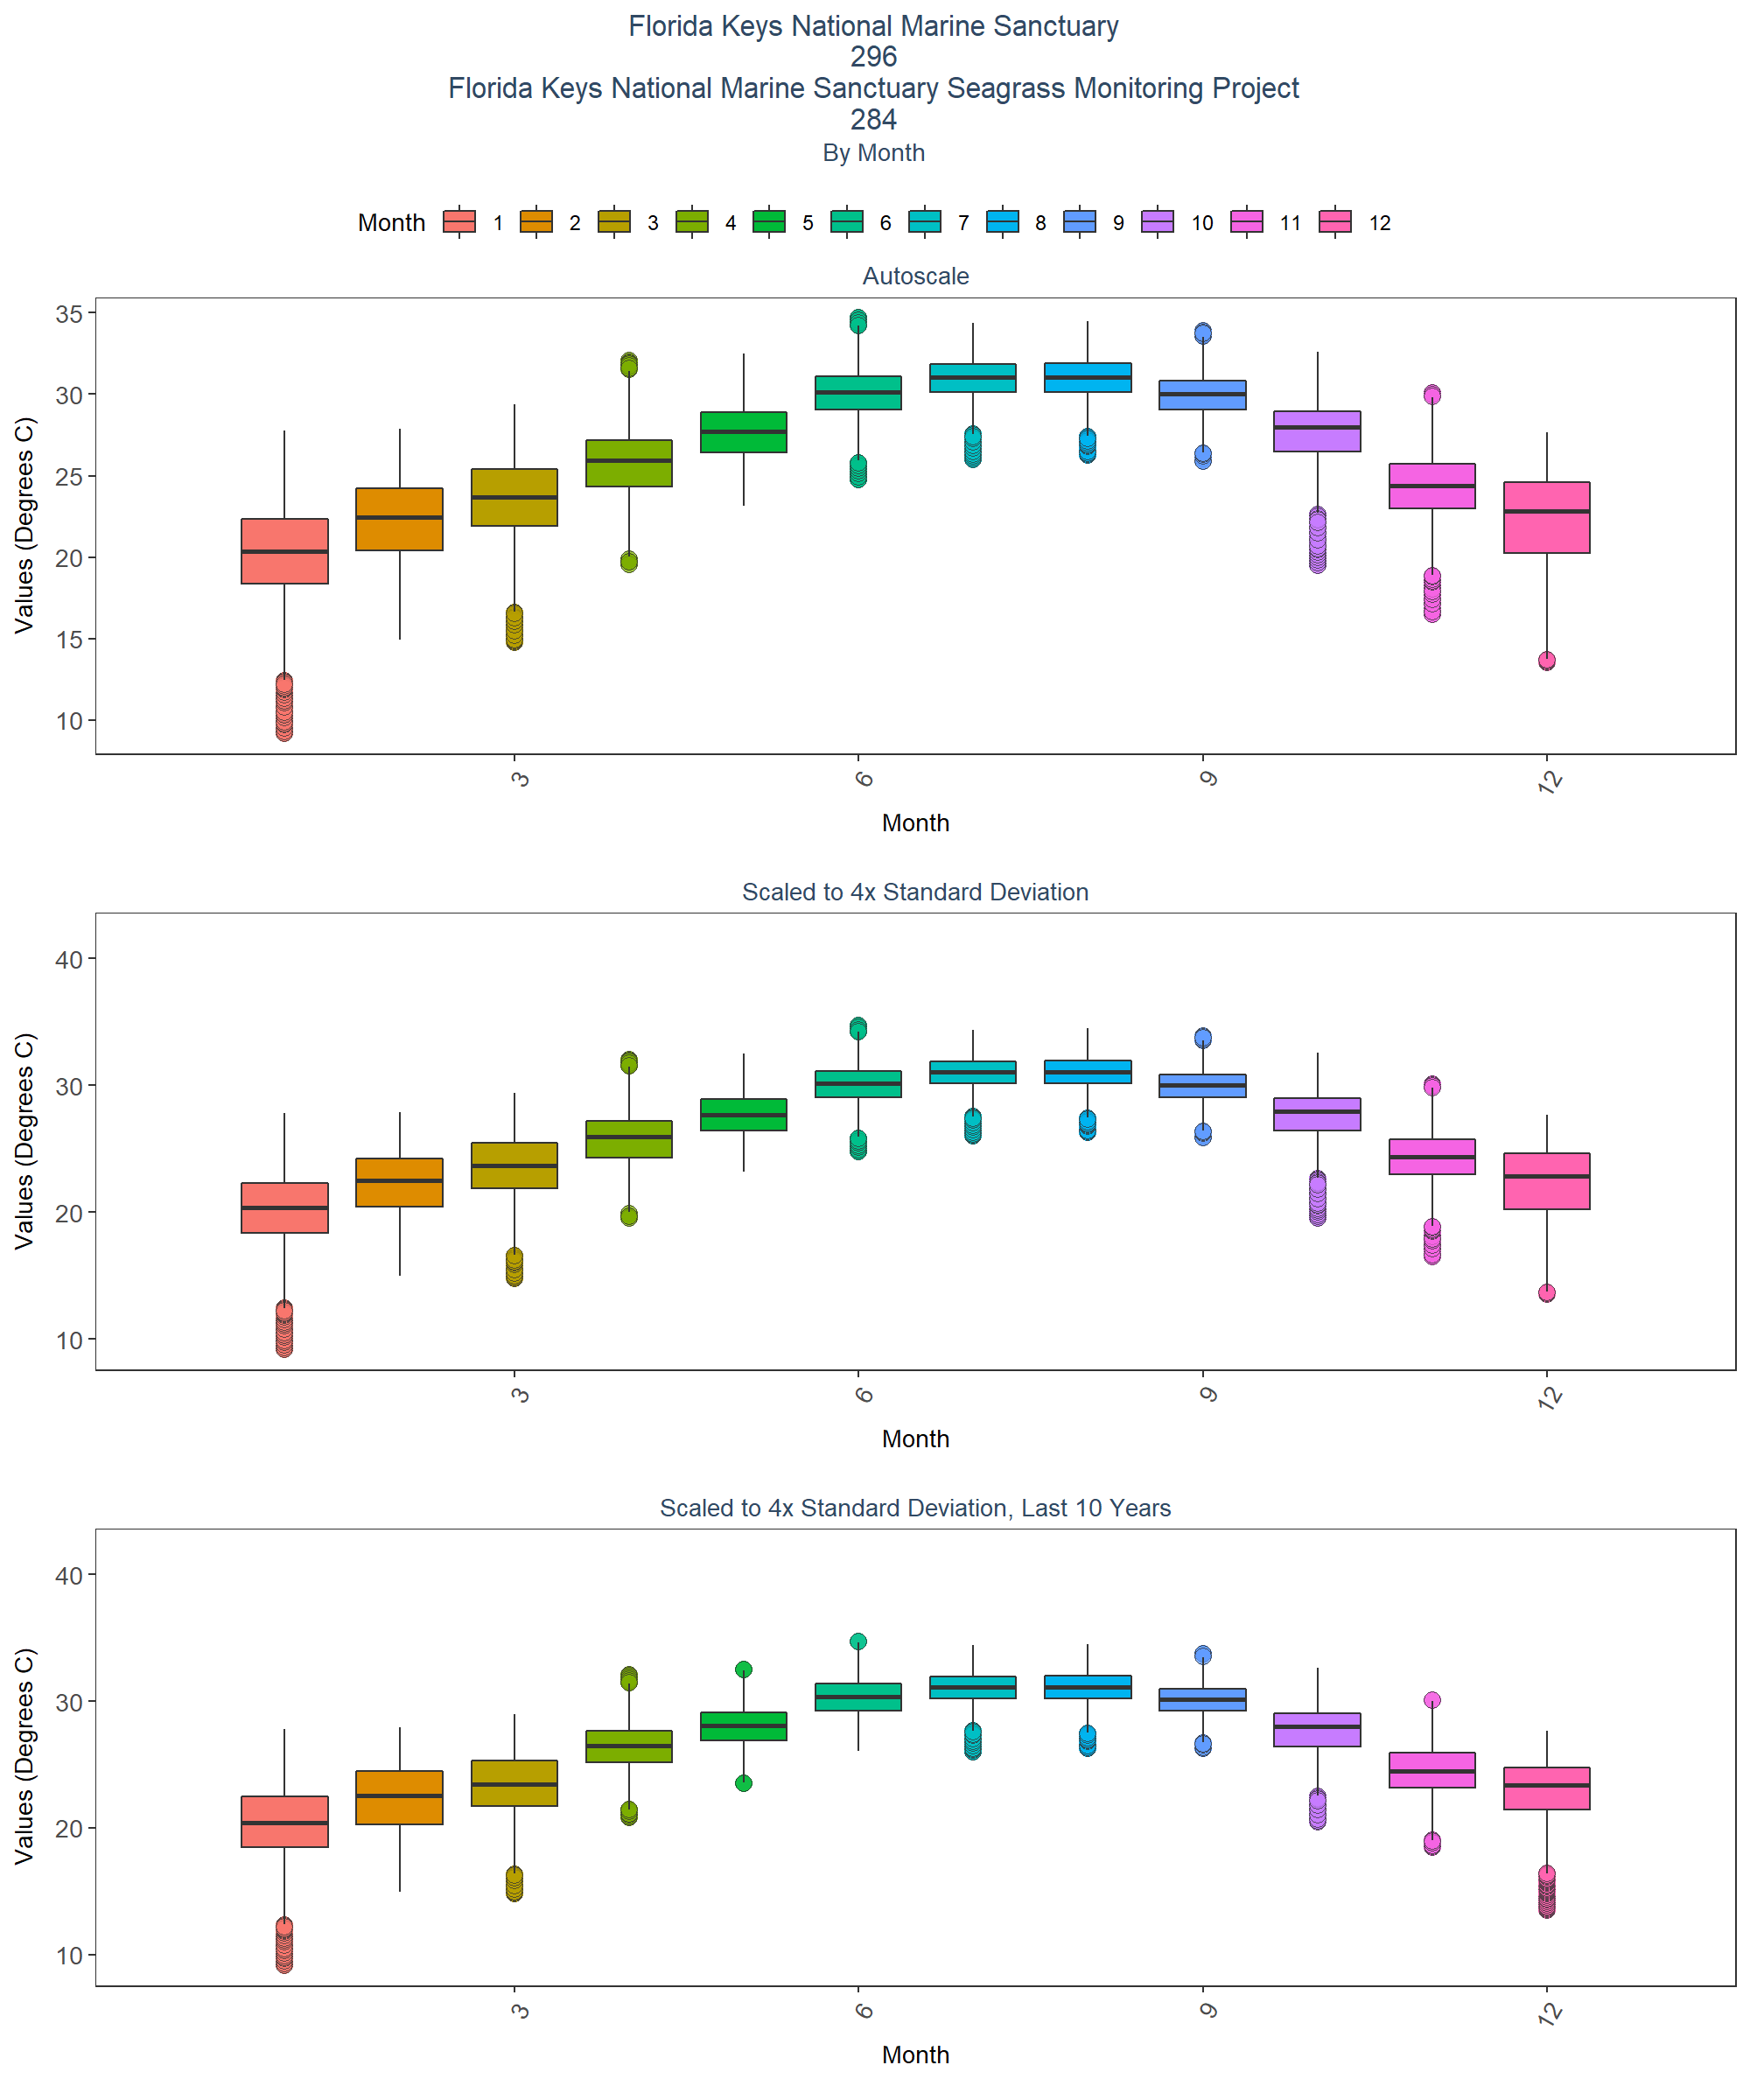 Florida Keys National Marine Sanctuary
296
Florida Keys National Marine Sanctuary Seagrass Monitoring Project
284
By Month
Month 1 2 3 4 5 6 7 8 9 10 11 12
Autoscale
Values (Degrees C)
35
30
25
20
15
10
3 6 9 12
Month
Scaled to 4x Standard Deviation
Values (Degrees C)
40
30
20
10
3 6 9 12
Month
Scaled to 4x Standard Deviation, Last 10 Years
Values (Degrees C)
40
30
20
10
3 6 9 12
Month